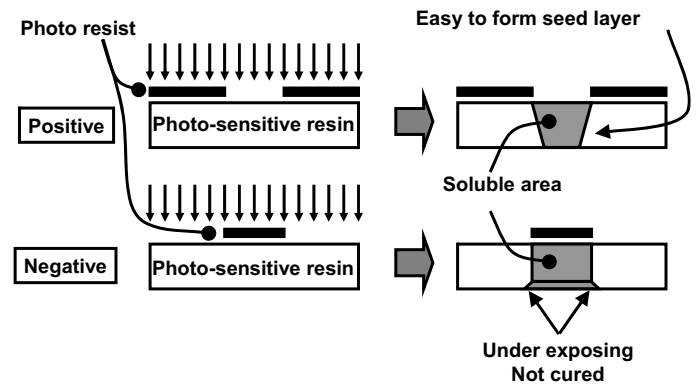 Photo resist
Easy to form seed layer
Positive
Photo-sensitive resin
Soluble area
Negative
Photo-sensitive resin
Under exposing
Not cured